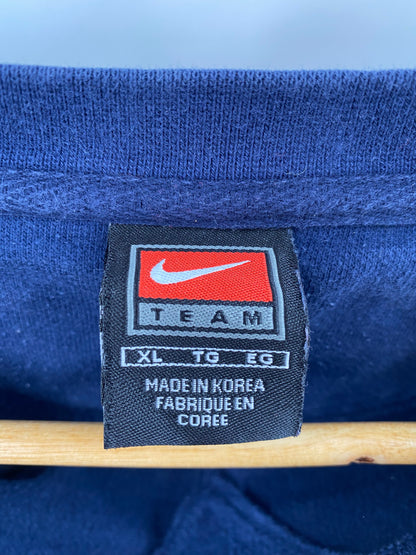 TEAM
XL TG EG
MADE IN KOREA
FABRIQUE EN
COREE